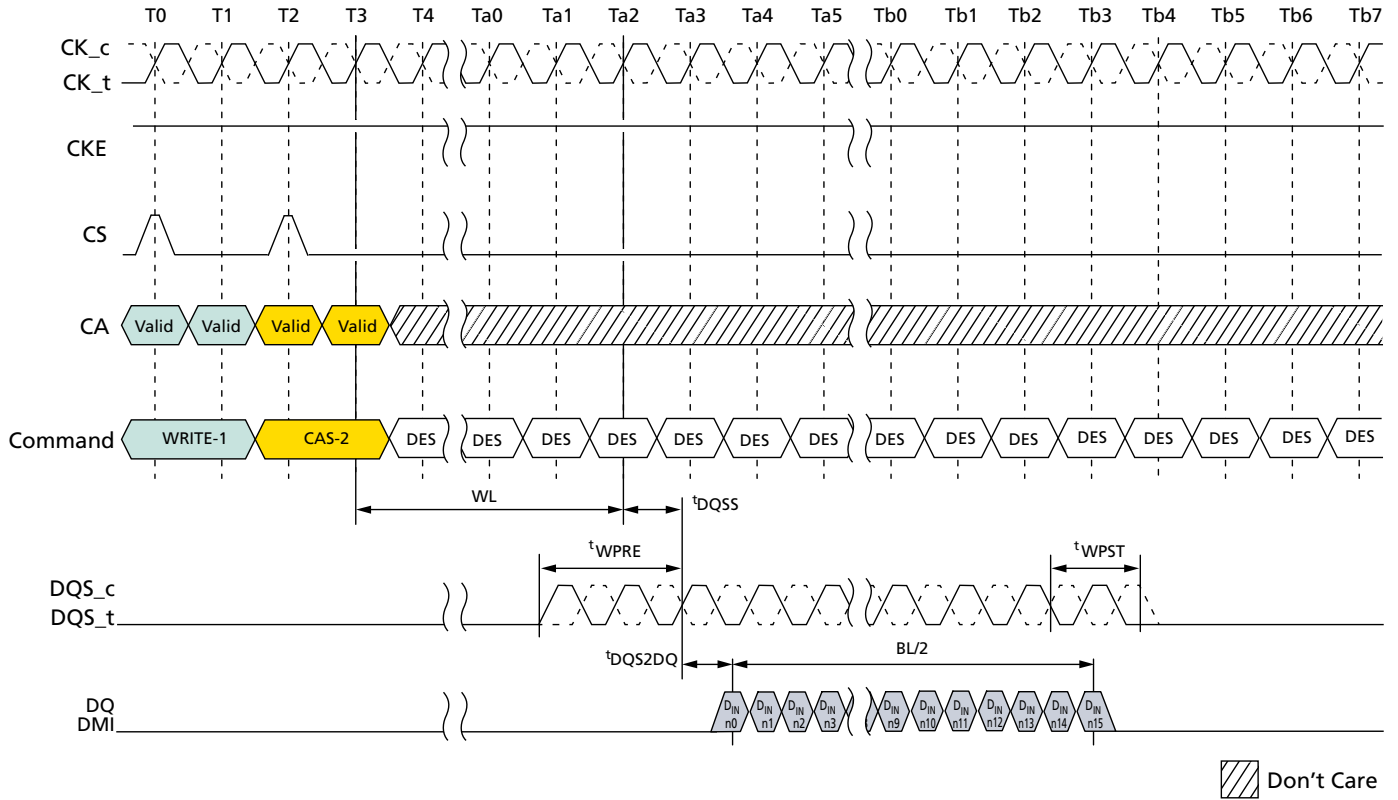 T0 T1 T2 T3 T4 Ta0 Ta1 Ta2 Ta3 Ta4 Ta5 Tb0 Tb1 Tb2 Tb3 Tb4 Tb5 Tb6 Tb7
CK_c
CK_t
CKE
CS
CA Valid Valid Valid Valid
Command WRITE-1 CAS-2 DES DES DES DES DES DES DES DES DES DES DES DES DES DES DES
WL tDQSS
tWPRE tWPST
DQS_c
DQS_t
tDQS2DQ BL/2
DQ DIN DIN DIN DIN DIN DIN DIN DIN DIN DIN DIN
DMI n0 n1 n2 n3 n9 n10 n11 n12 n13 n14 n15
Don't Care